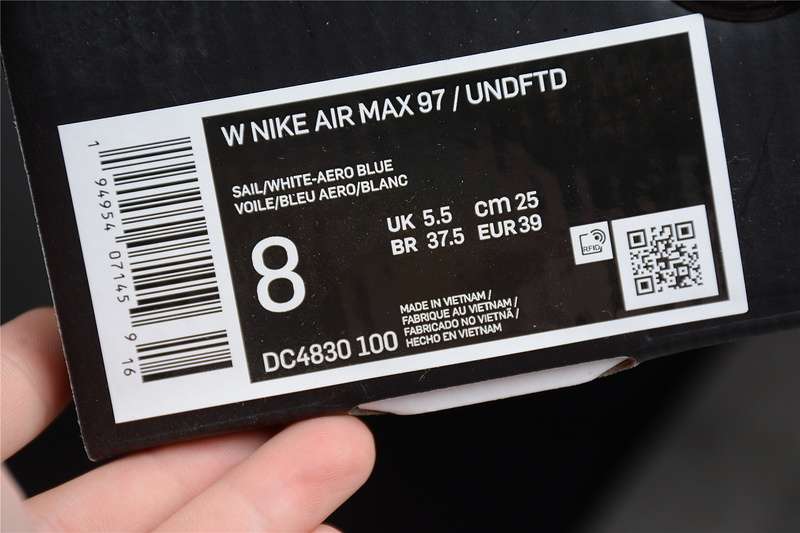 W NIKE AIR MAX 97 / UNDFTD
SAIL/WHITE-AERO BLUE
VOILE/BLEU AERO/BLANC
8
UK 5.5 cm 25
BR 37.5 EUR 39
RFID
MADE IN VIETNAM /
FABRIQUE AU VIETNAM /
FABRICADO NO VIETNÃ /
HECHO EN VIETNAM
DC4830 100
1 94954 07145 9 16